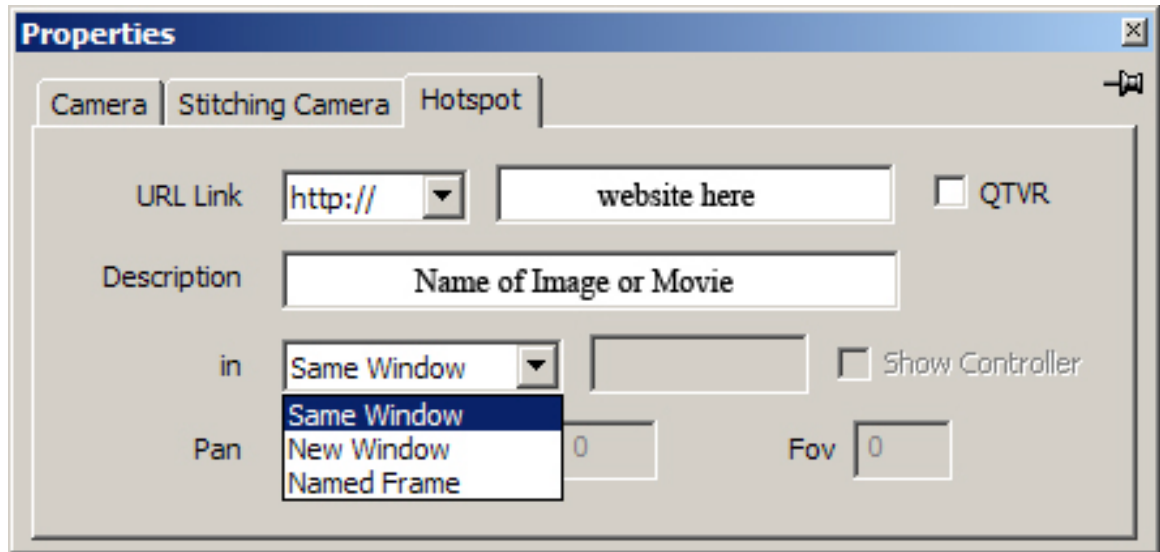 Properties
Camera Stitching Camera Hotspot
URL Link http:// website here QTVR
Description Name of Image or Movie
in Same Window Show Controller
Same Window
New Window
Named Frame
Pan 0 Fov 0